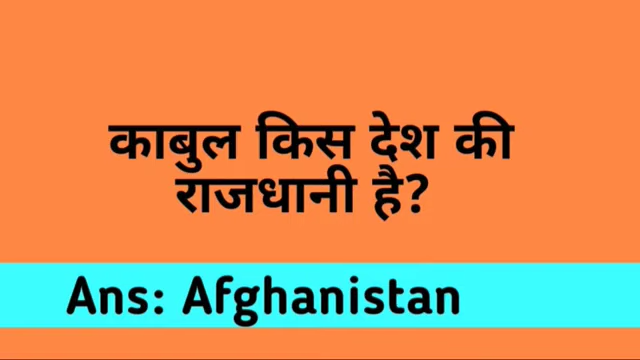 काबुल किस देश की
राजधानी है?
Ans: Afghanistan